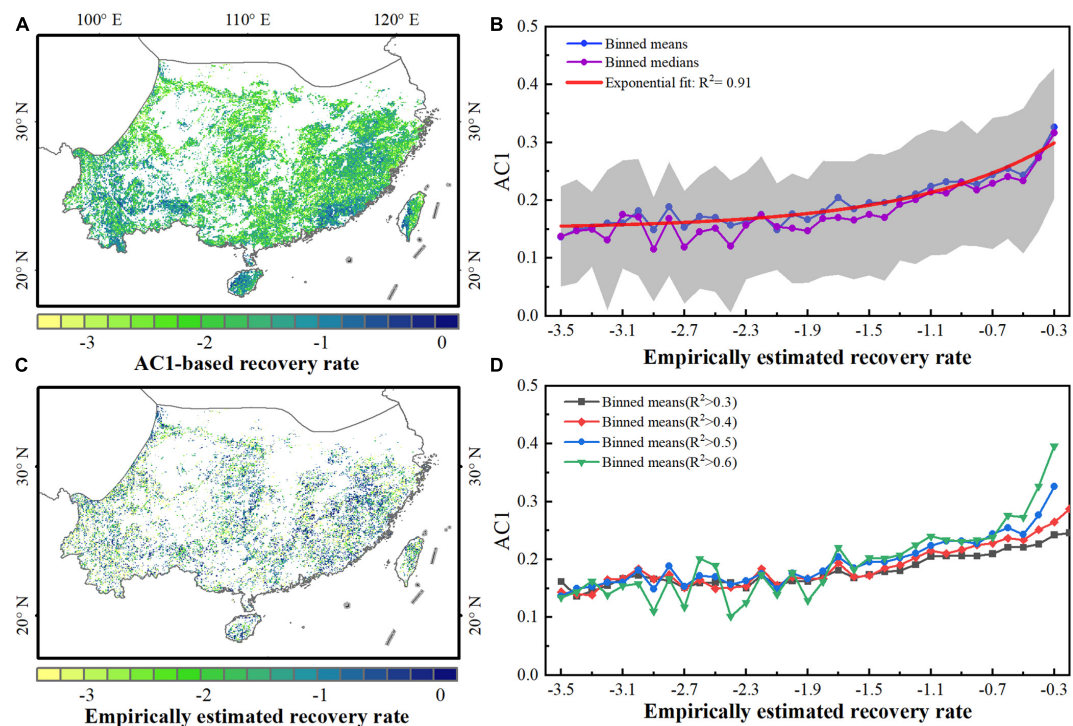 A
100° E
110° E
120° E
30° N
20° N
30° N
20° N
-3
-2
-1
0
AC1-based recovery rate
B
0.5
0.4
0.3
0.2
0.1
0.0
AC1
Binned means
Binned medians
Exponential fit: R²= 0.91
-3.5
-3.1
-2.7
-2.3
-1.9
-1.5
-1.1
-0.7
-0.3
Empirically estimated recovery rate
C
30° N
20° N
30° N
20° N
-3
-2
-1
0
Empirically estimated recovery rate
D
0.5
0.4
0.3
0.2
0.1
0.0
AC1
Binned means(R²>0.3)
Binned means(R²>0.4)
Binned means(R²>0.5)
Binned means(R²>0.6)
-3.5
-3.1
-2.7
-2.3
-1.9
-1.5
-1.1
-0.7
-0.3
Empirically estimated recovery rate